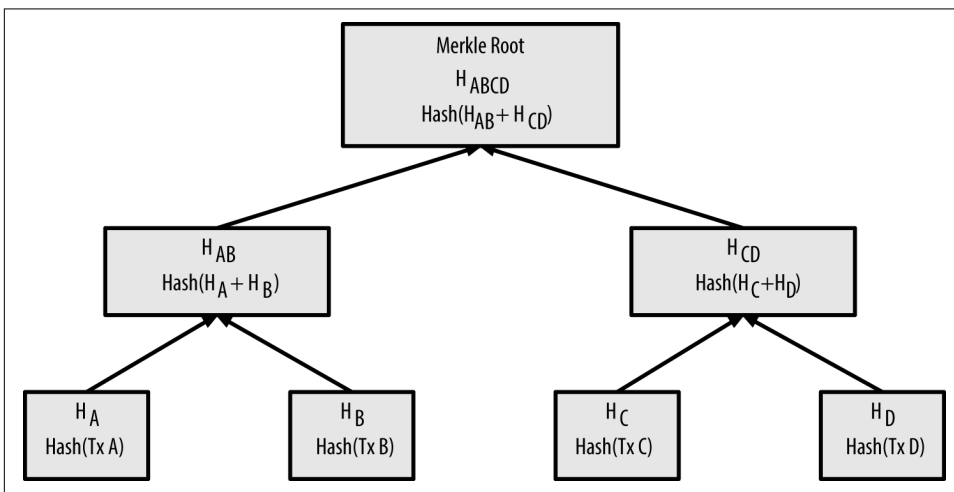 Merkle Root
H ABCD
Hash(H AB + H CD)
H AB
Hash(H A + H B)
H CD
Hash(H C+H D)
H A
Hash(Tx A)
H B
Hash(Tx B)
H C
Hash(Tx C)
H D
Hash(Tx D)